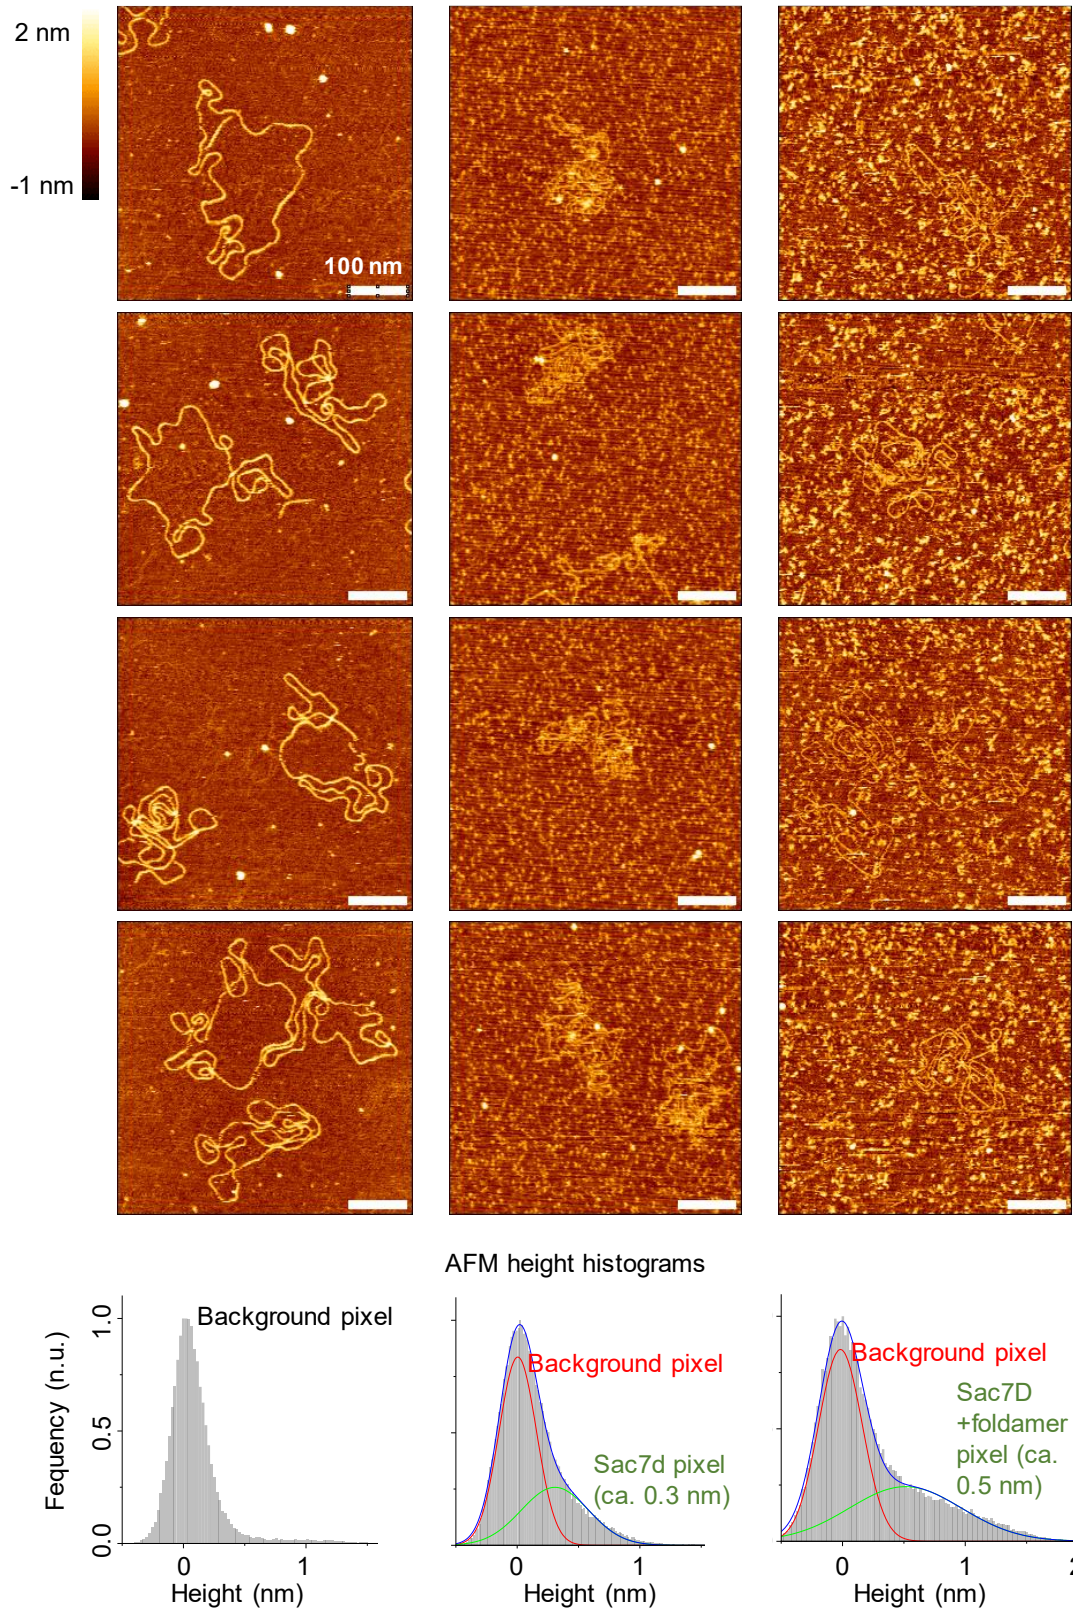 2 nm
-1 nm
100 nm
AFM height histograms
Fequency (n.u.)
1.0
0.5
0.0
Background pixel
0
1
Height (nm)
Background pixel
Sac7d pixel
(ca. 0.3 nm)
0
1
Height (nm)
Background pixel
Sac7D
+foldamer
pixel (ca.
0.5 nm)
0
1
2
Height (nm)